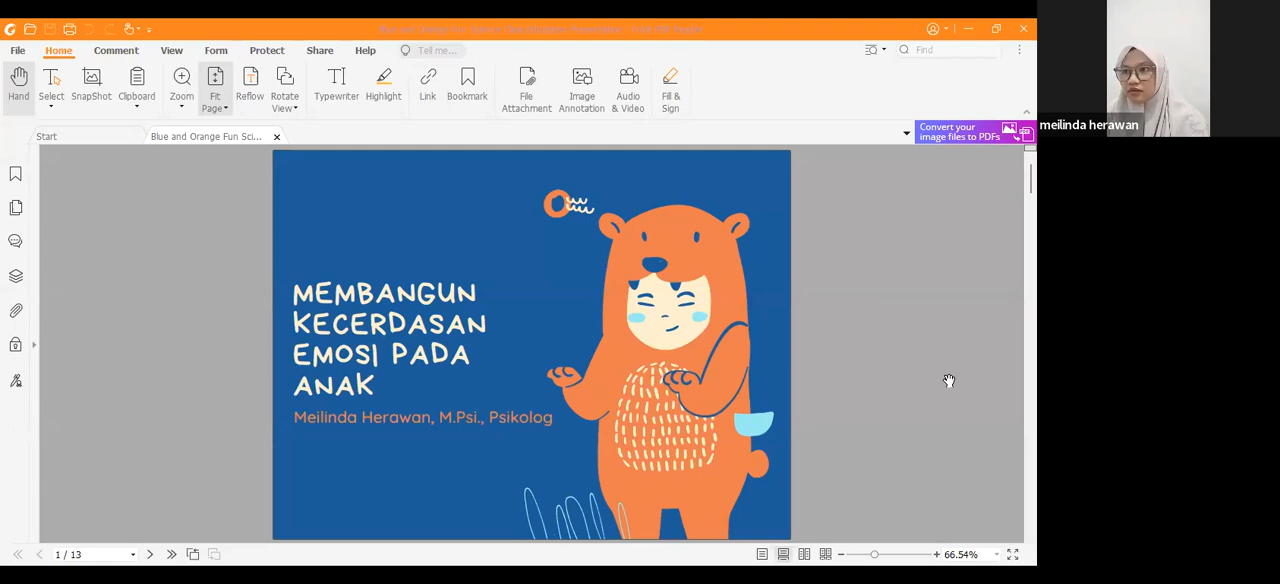 File Home Comment View Form Protect Share Help Tell me... Find
Hand Select SnapShot Clipboard Zoom Fit Page Reflow Rotate View Typewriter Highlight Link Bookmark File Attachment Image Annotation Audio & Video Fill & Sign
meilinda herawan
Start Blue and Orange Fun Sci...
Convert your
image files to PDFs
MEMBANGUN
KECERDASAN
EMOSI PADA
ANAK
Meilinda Herawan, M.Psi., Psikolog
1 / 13
66.54%